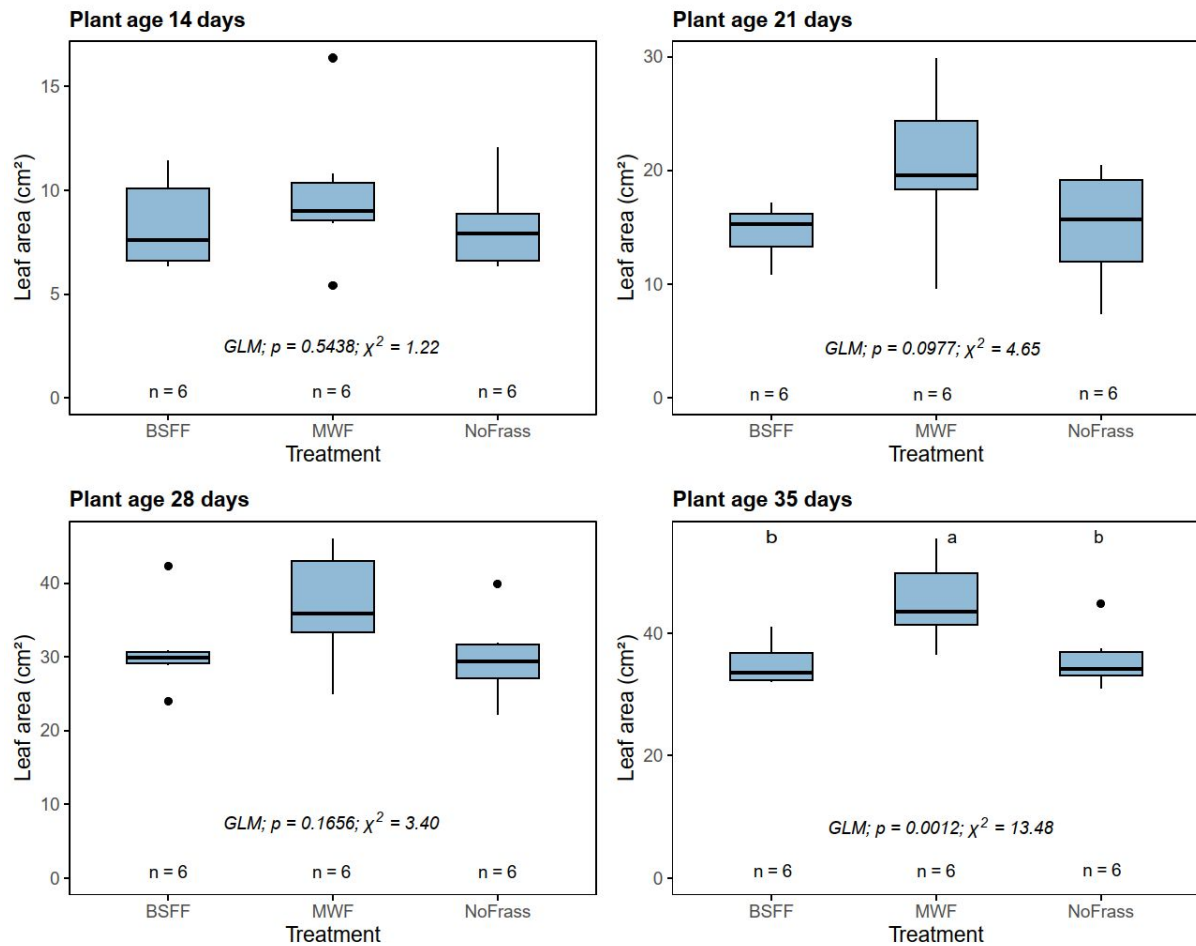 Plant age 14 days
Leaf area (cm²)
15
10
5
0
GLM; p = 0.5438; χ² = 1.22
n = 6 n = 6 n = 6
BSFF MWF NoFrass
Treatment
Plant age 21 days
Leaf area (cm²)
30
20
10
0
GLM; p = 0.0977; χ² = 4.65
n = 6 n = 6 n = 6
BSFF MWF NoFrass
Treatment
Plant age 28 days
Leaf area (cm²)
40
30
20
10
0
GLM; p = 0.1656; χ² = 3.40
n = 6 n = 6 n = 6
BSFF MWF NoFrass
Treatment
Plant age 35 days
b a b
Leaf area (cm²)
40
20
0
GLM; p = 0.0012; χ² = 13.48
n = 6 n = 6 n = 6
BSFF MWF NoFrass
Treatment